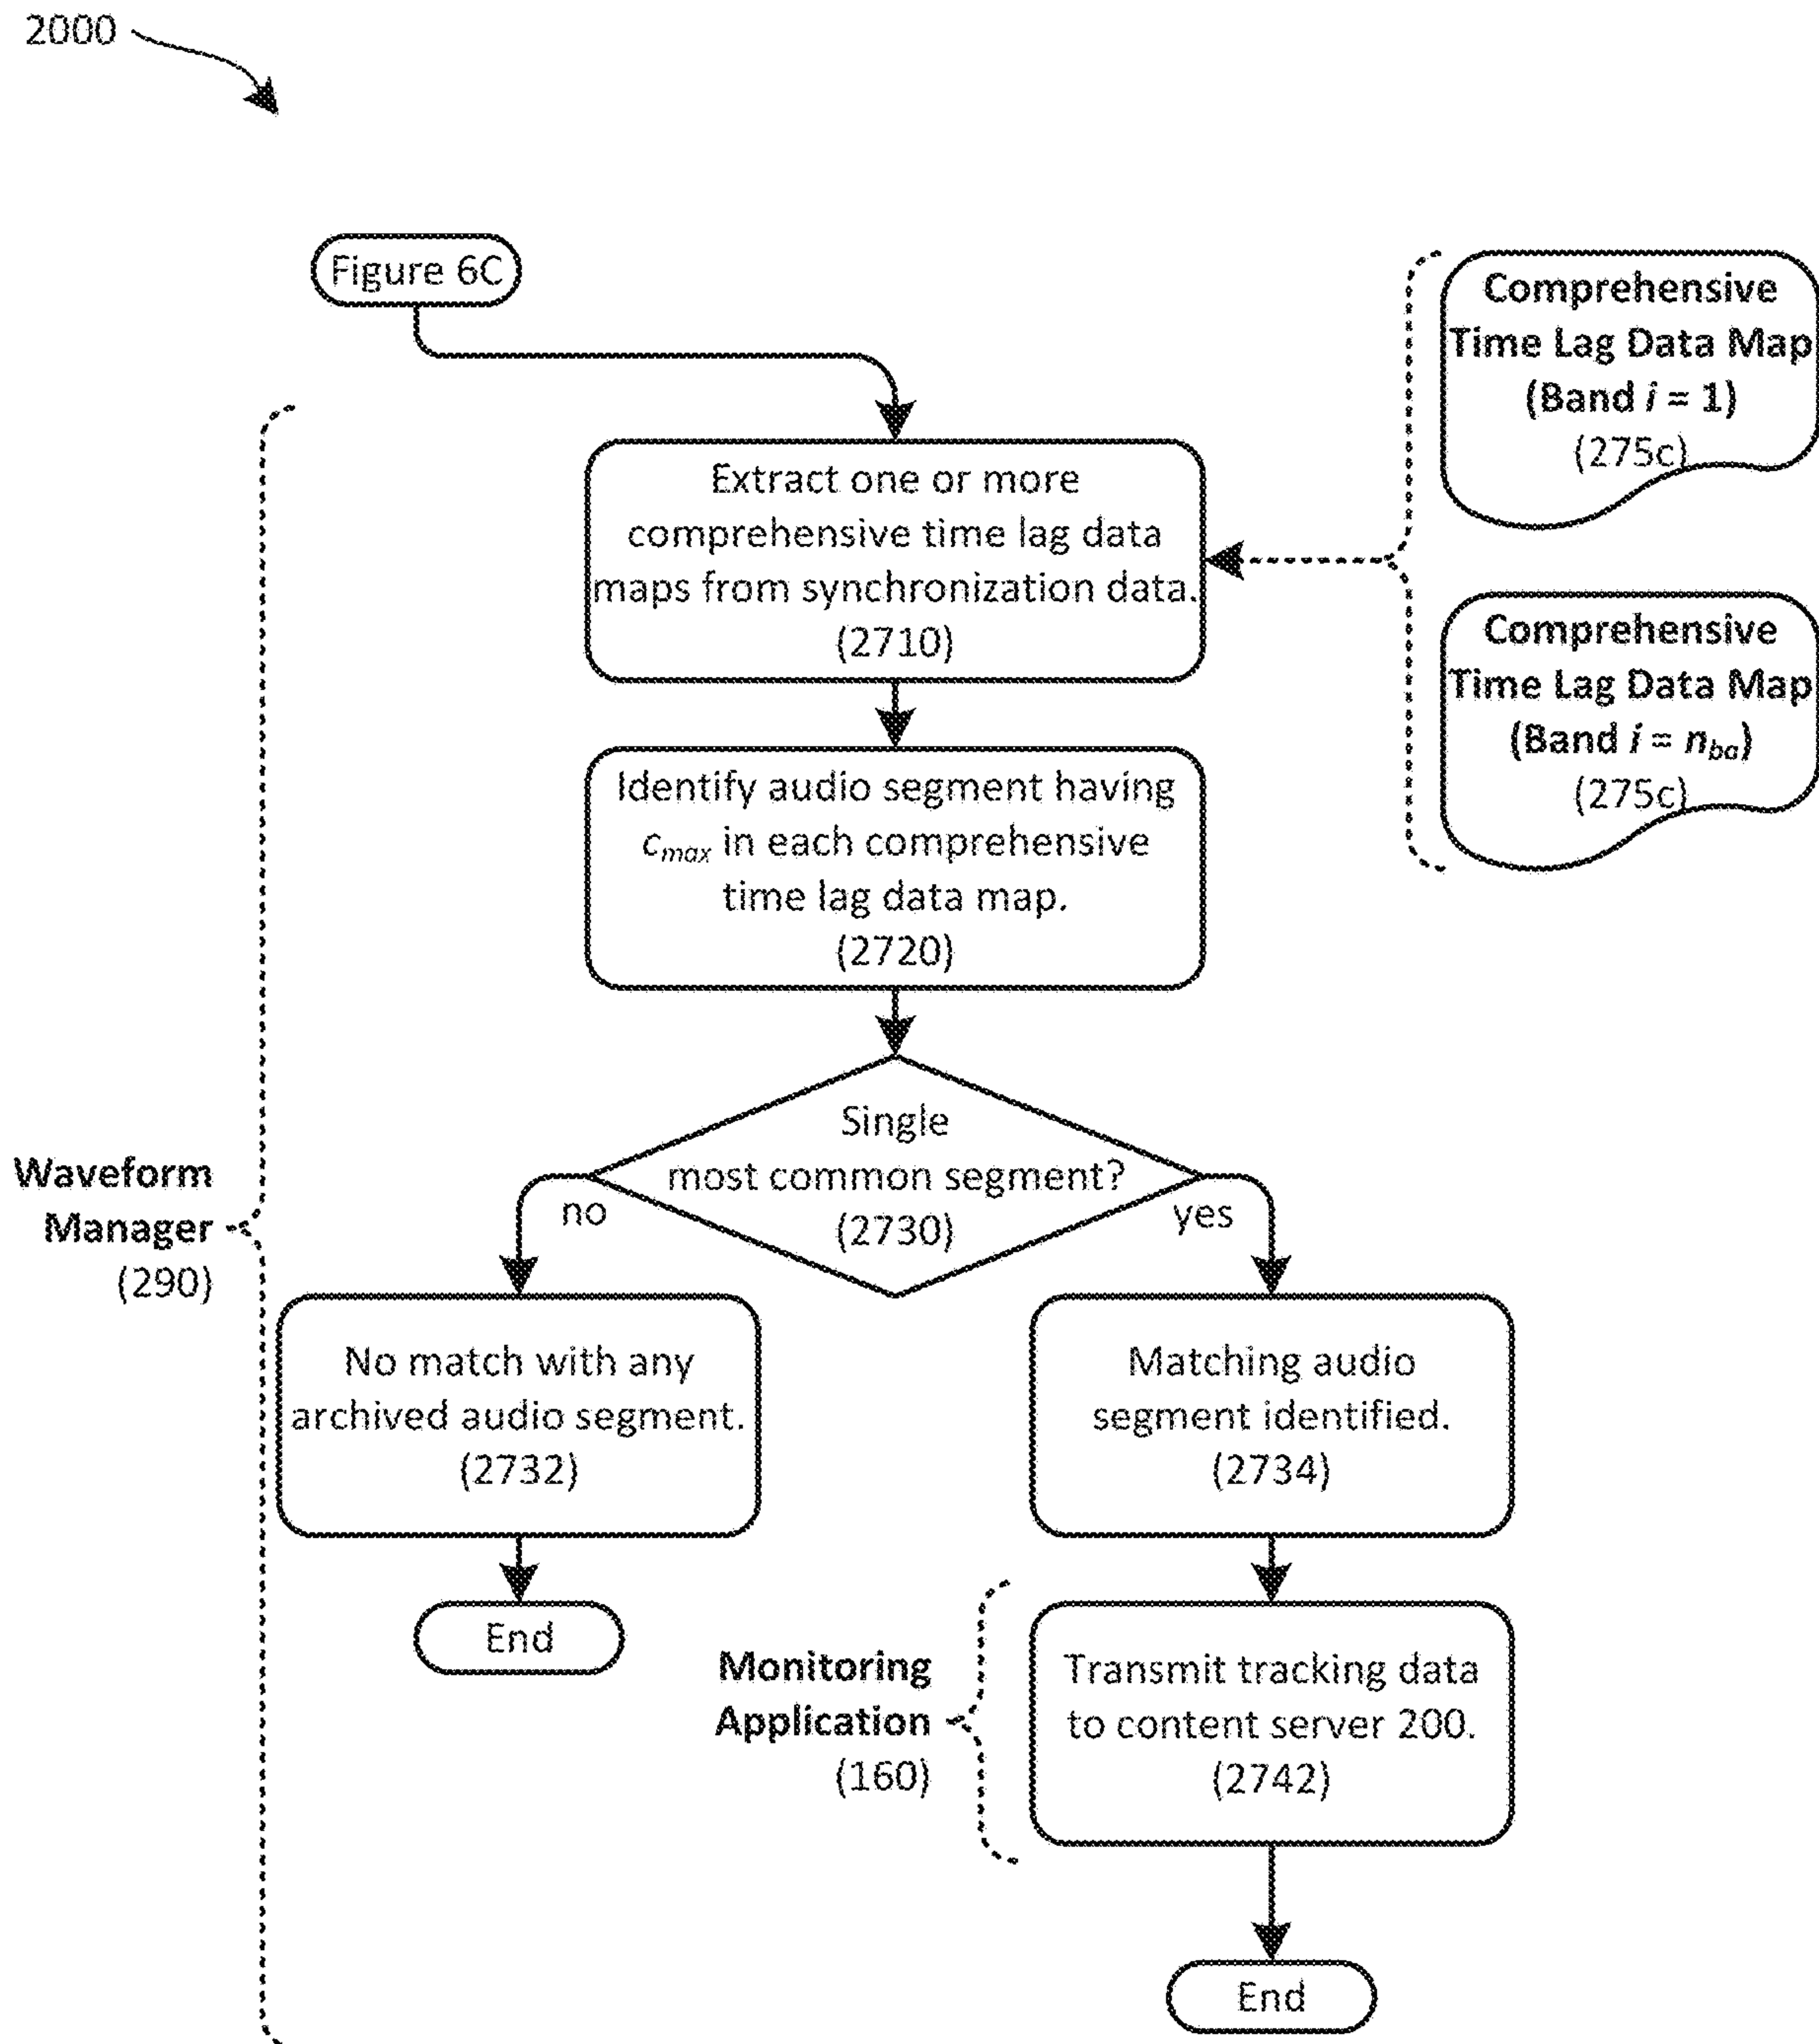 2000
Figure 6C
Comprehensive
Time Lag Data Map
(Band i = 1)
(275c)
Extract one or more
comprehensive time lag data
maps from synchronization data.
(2710)
Comprehensive
Time Lag Data Map
(Band i = nba)
(275c)
Identify audio segment having
cmax in each comprehensive
time lag data map.
(2720)
Single
most common segment?
(2730)
no
yes
Waveform
Manager
(290)
No match with any
archived audio segment.
(2732)
Matching audio
segment identified.
(2734)
End
Monitoring
Application
(160)
Transmit tracking data
to content server 200.
(2742)
End